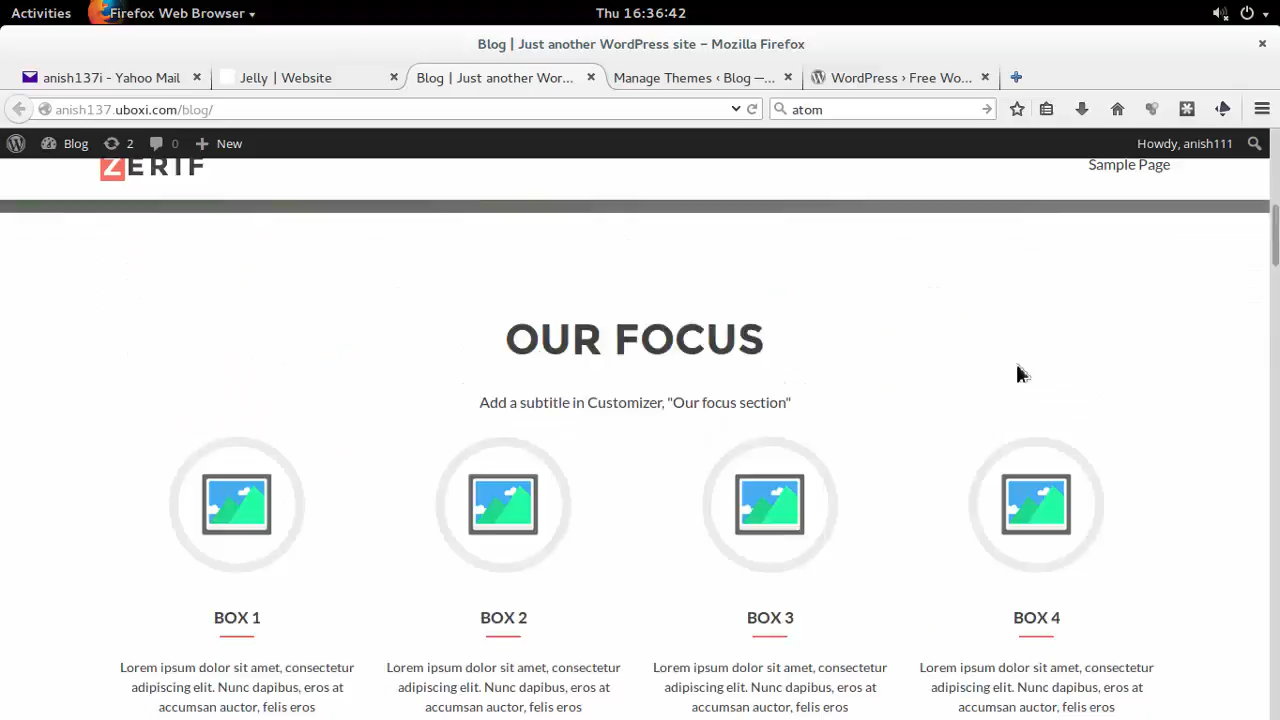 Activities Firefox Web Browser Thu 16:36:42
Blog | Just another WordPress site – Mozilla Firefox
anish137i - Yahoo Mail Jelly | Website Blog | Just another Wor... Manage Themes ‹ Blog —... WordPress › Free Wo...
anish137.uboxi.com/blog/ atom
Blog 2 0 New Howdy, anish111
ZERIF Sample Page
OUR FOCUS
Add a subtitle in Customizer, "Our focus section"
BOX 1 BOX 2 BOX 3 BOX 4
Lorem ipsum dolor sit amet, consectetur Lorem ipsum dolor sit amet, consectetur Lorem ipsum dolor sit amet, consectetur Lorem ipsum dolor sit amet, consectetur
adipiscing elit. Nunc dapibus, eros at adipiscing elit. Nunc dapibus, eros at adipiscing elit. Nunc dapibus, eros at adipiscing elit. Nunc dapibus, eros at
accumsan auctor, felis eros accumsan auctor, felis eros accumsan auctor, felis eros accumsan auctor, felis eros